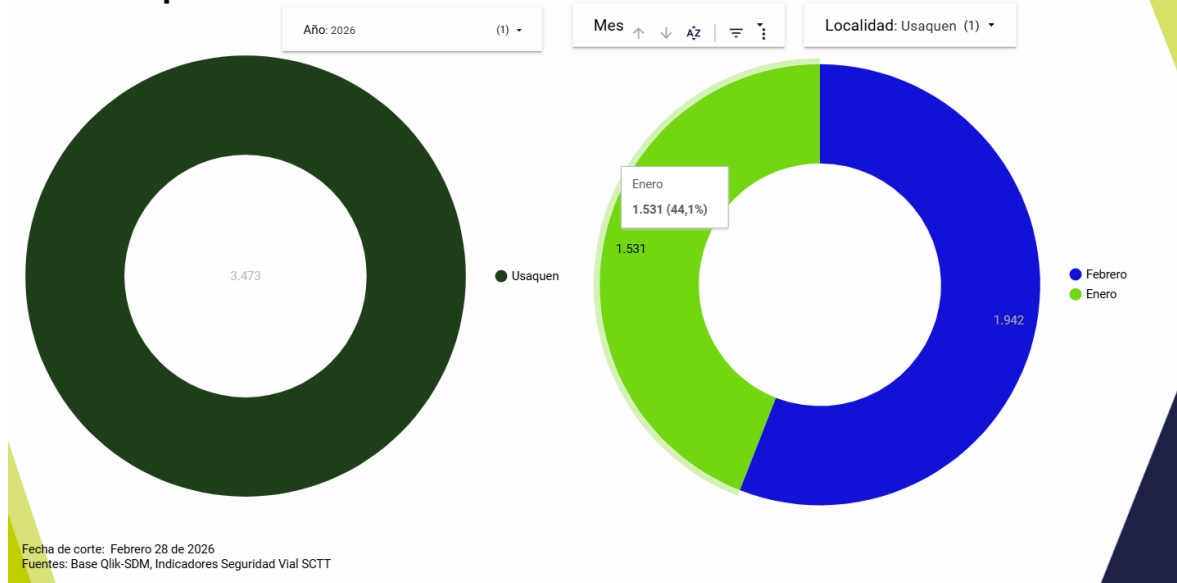 Año: 2026 (1)
Mes
AZ
Localidad: Usaquen (1)
3.473
Usaquen
Enero
1.531 (44,1%)
1.531
1.942
Febrero
Enero
Fecha de corte: Febrero 28 de 2026
Fuentes: Base Qlik-SDM, Indicadores Seguridad Vial SCTT